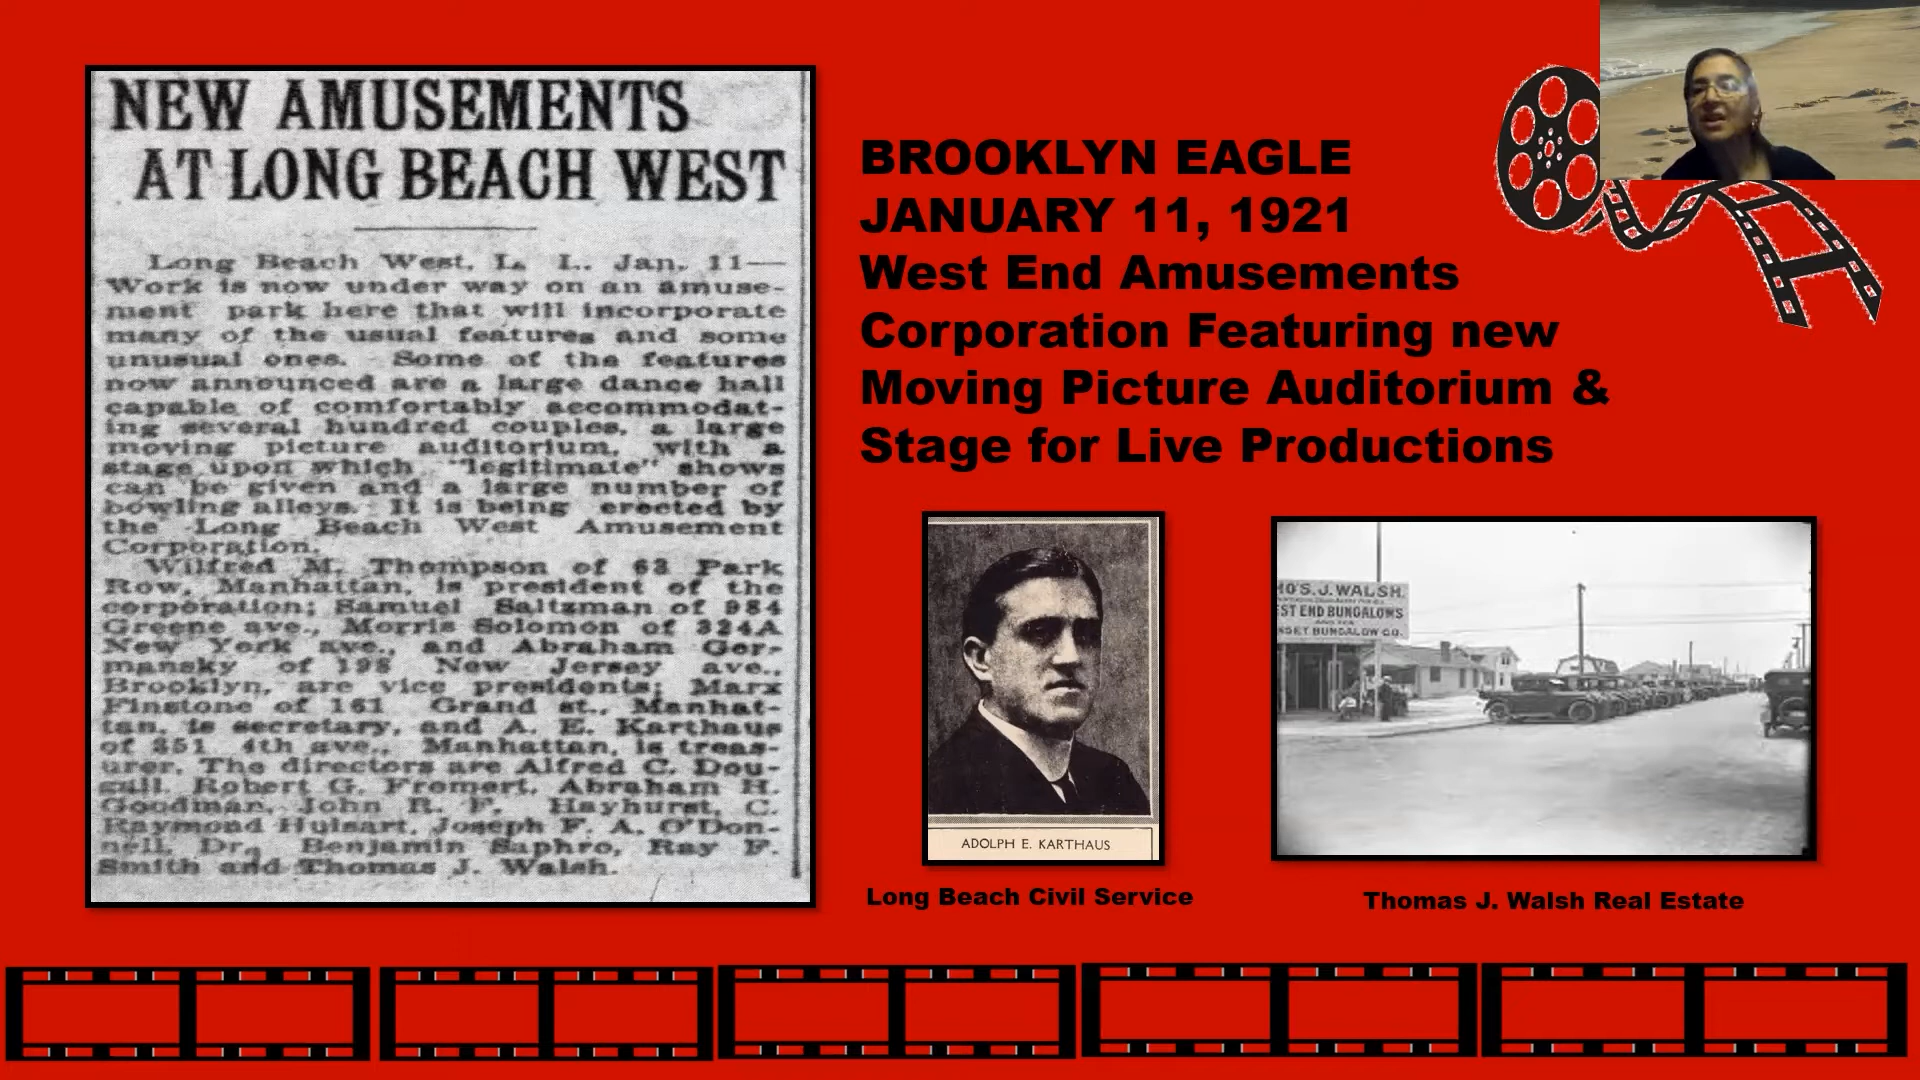 NEW AMUSEMENTS
AT LONG BEACH WEST
Long Beach West, L. I., Jan. 11—
Work is now under way on an amuse-
ment park here that will incorporate
many of the usual features and some
unusual ones. Some of the features
now announced are a large dance hall
capable of comfortably accommodat-
ing several hundred couples, a large
moving picture auditorium, with a
stage upon which "legitimate" shows
can be given and a large number of
bowling alleys. It is being erected by
the Long Beach West Amusement
Corporation.
Wilfred M. Thompson of 63 Park
Row, Manhattan, is president of the
corporation; Samuel Saltzman of 984
Greene ave., Morris Solomon of 324A
New York ave., and Abraham Ger-
mansky of 198 New Jersey ave.,
Brooklyn, are vice presidents; Marx
Finstone of 161 Grand st., Manhat-
tan, is secretary, and A. E. Karthaus
of 351 4th ave., Manhattan, is treas-
urer. The directors are Alfred C. Dou-
gall, Robert G. Fromert, Abraham H.
Goodman, John R. F. Hayhurst, C.
Raymond Hulsart, Joseph F. A. O'Don-
nell, Dr. Benjamin Saphro, Ray F.
Smith and Thomas J. Walsh.
BROOKLYN EAGLE
JANUARY 11, 1921
West End Amusements
Corporation Featuring new
Moving Picture Auditorium &
Stage for Live Productions
ADOLPH E. KARTHAUS
Long Beach Civil Service
HO'S. J. WALSH.
ST END BUNGALOWS
AND THE
NSET BUNGALOW CO.
Thomas J. Walsh Real Estate